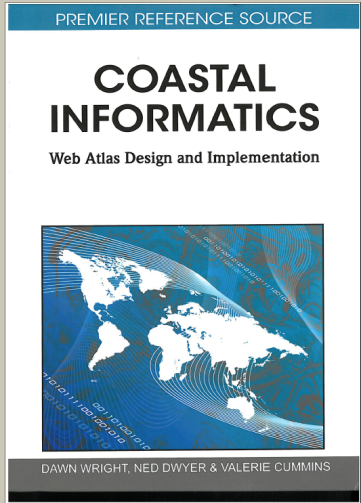 PREMIER REFERENCE SOURCE
COASTAL
INFORMATICS
Web Atlas Design and Implementation
DAWN WRIGHT, NED DWYER & VALERIE CUMMINS